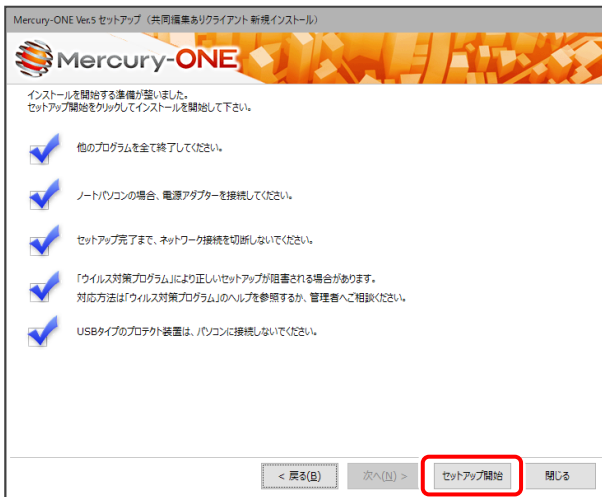 Mercury-ONE Ver.5 セットアップ（共同編集ありクライアント 新規インストール）
Mercury-ONE
インストールを開始する準備が整いました。
セットアップ開始をクリックしてインストールを開始して下さい。
他のプログラムを全て終了してください。
ノートパソコンの場合、電源アダプターを接続してください。
セットアップ完了まで、ネットワーク接続を切断しないでください。
「ウイルス対策プログラム」により正しいセットアップが阻害される場合があります。
対応方法は「ウィルス対策プログラム」のヘルプを参照するか、管理者へご相談ください。
USBタイプのプロテクト装置は、パソコンに接続しないでください。
< 戻る(B) 次へ(N) > セットアップ開始 閉じる